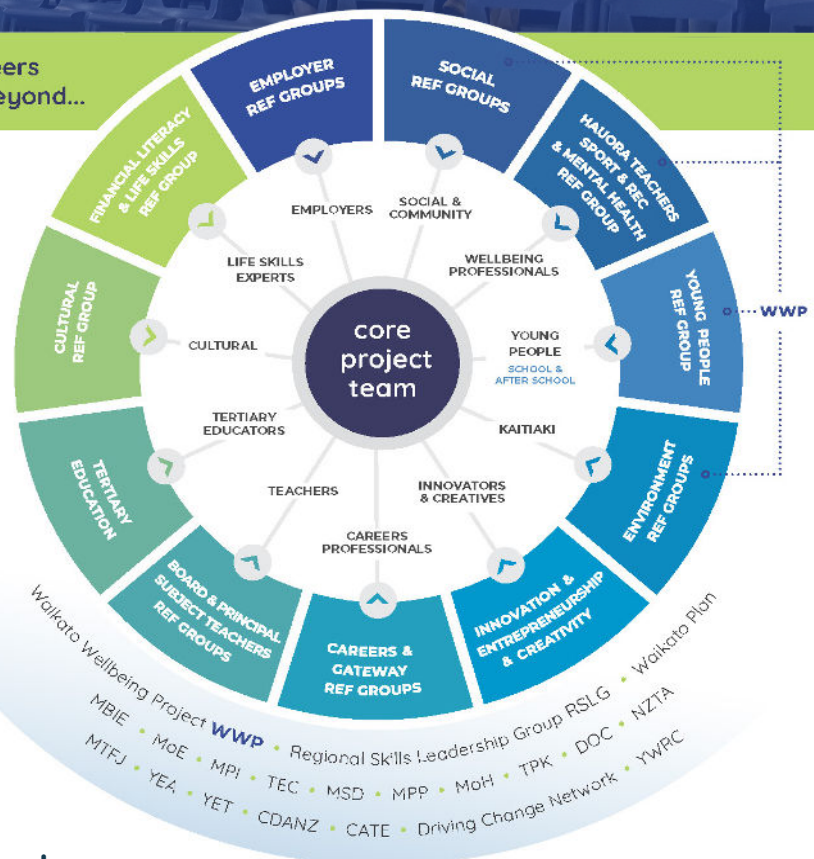 eers
eyond...
EMPLOYER
REF GROUPS
SOCIAL
REF GROUPS
HAUORA TEACHERS
SPORT & REC
& MENTAL HEALTH
REF GROUP
YOUNG PEOPLE
REF GROUP
WWP
ENVIRONMENT
REF GROUPS
INNOVATION &
ENTREPRENEURSHIP
& CREATIVITY
CAREERS &
GATEWAY
REF GROUPS
BOARD & PRINCIPAL
SUBJECT TEACHERS
REF GROUPS
TERTIARY
EDUCATION
CULTURAL
REF GROUP
FINANCIAL LITERACY
& LIFE SKILLS
REF GROUP
EMPLOYERS
SOCIAL &
COMMUNITY
WELLBEING
PROFESSIONALS
YOUNG
PEOPLE
SCHOOL &
AFTER SCHOOL
KAITIAKI
INNOVATORS
& CREATIVES
CAREERS
PROFESSIONALS
TEACHERS
TERTIARY
EDUCATORS
CULTURAL
LIFE SKILLS
EXPERTS
core
project
team
Waikato Wellbeing Project WWP • Regional Skills Leadership Group RSLG • Waikato Plan
MBIE • MoE • MPI • TEC • MSD • MPP • MoH • TPK • DOC • NZTA
MTFJ • YEA • YET • CDANZ • CATE • Driving Change Network • YWRC